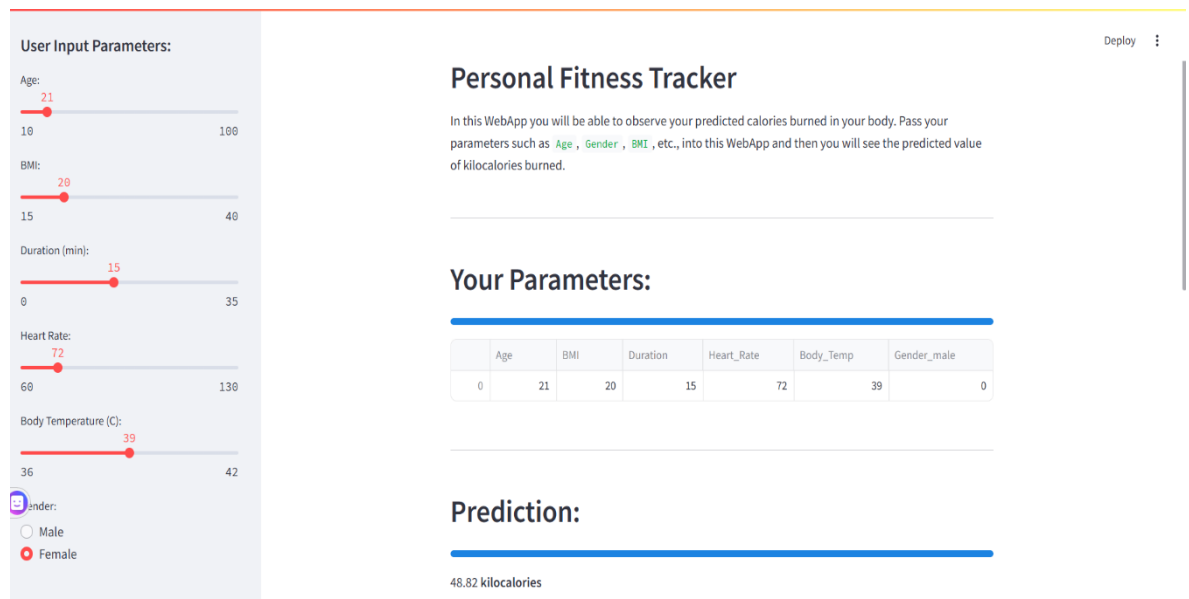 User Input Parameters:
Age:
21
10 100
BMI:
20
15 40
Duration (min):
15
0 35
Heart Rate:
72
60 130
Body Temperature (C):
39
36 42
ender:
Male
Female
Deploy
Personal Fitness Tracker
In this WebApp you will be able to observe your predicted calories burned in your body. Pass your
parameters such as Age , Gender , BMI , etc., into this WebApp and then you will see the predicted value
of kilocalories burned.
Your Parameters:
Age BMI Duration Heart_Rate Body_Temp Gender_male
0 21 20 15 72 39 0
Prediction:
48.82 kilocalories